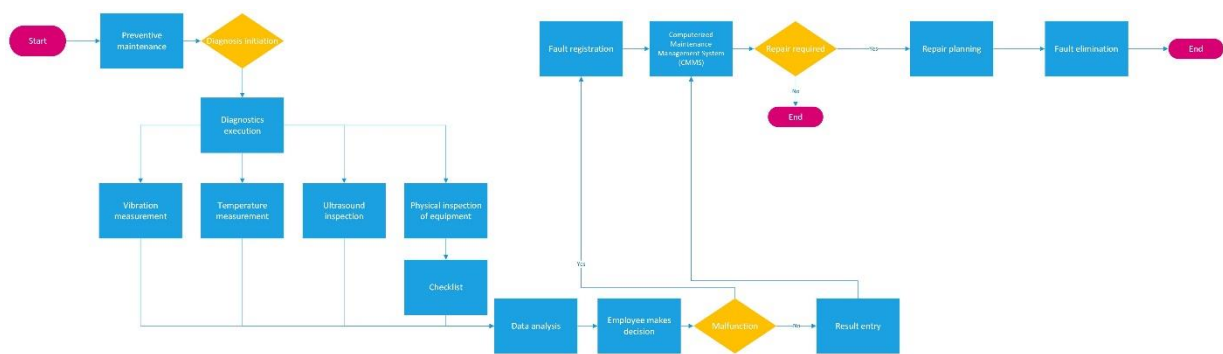 Start
Preventive
maintenance
Diagnosis initiation
Diagnostics
execution
Vibration
measurement
Temperature
measurement
Ultrasound
inspection
Physical inspection
of equipment
Checklist
Data analysis
Employee makes
decision
Malfunction
Yes
No
Result entry
Fault registration
Computerized
Maintenance
Management System
(CMMS)
Repair required
Yes
No
End
Repair planning
Fault elimination
End